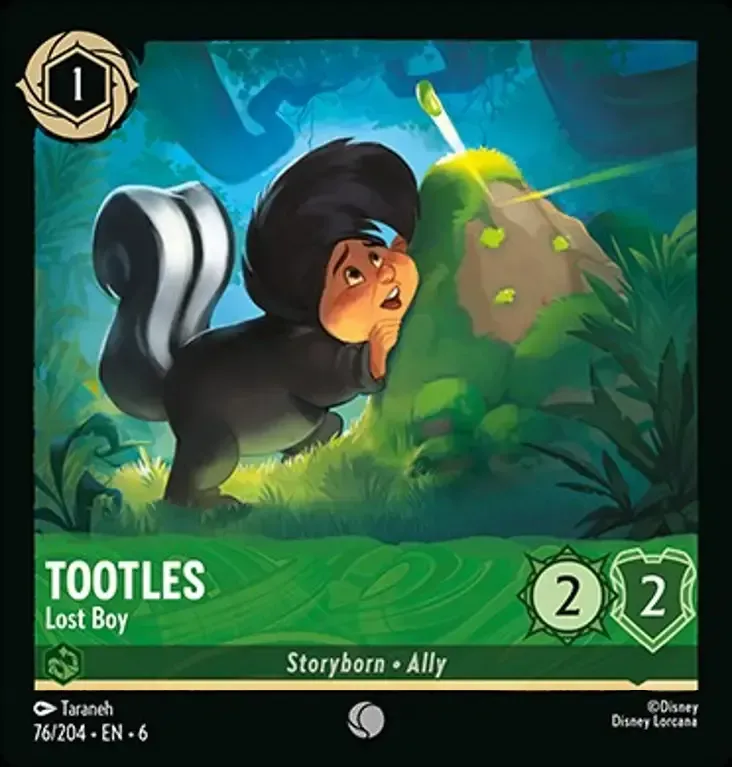 1
TOOTLES
Lost Boy
2 2
Storyborn • Ally
Taraneh
76/204 • EN • 6
©Disney
Disney Lorcana